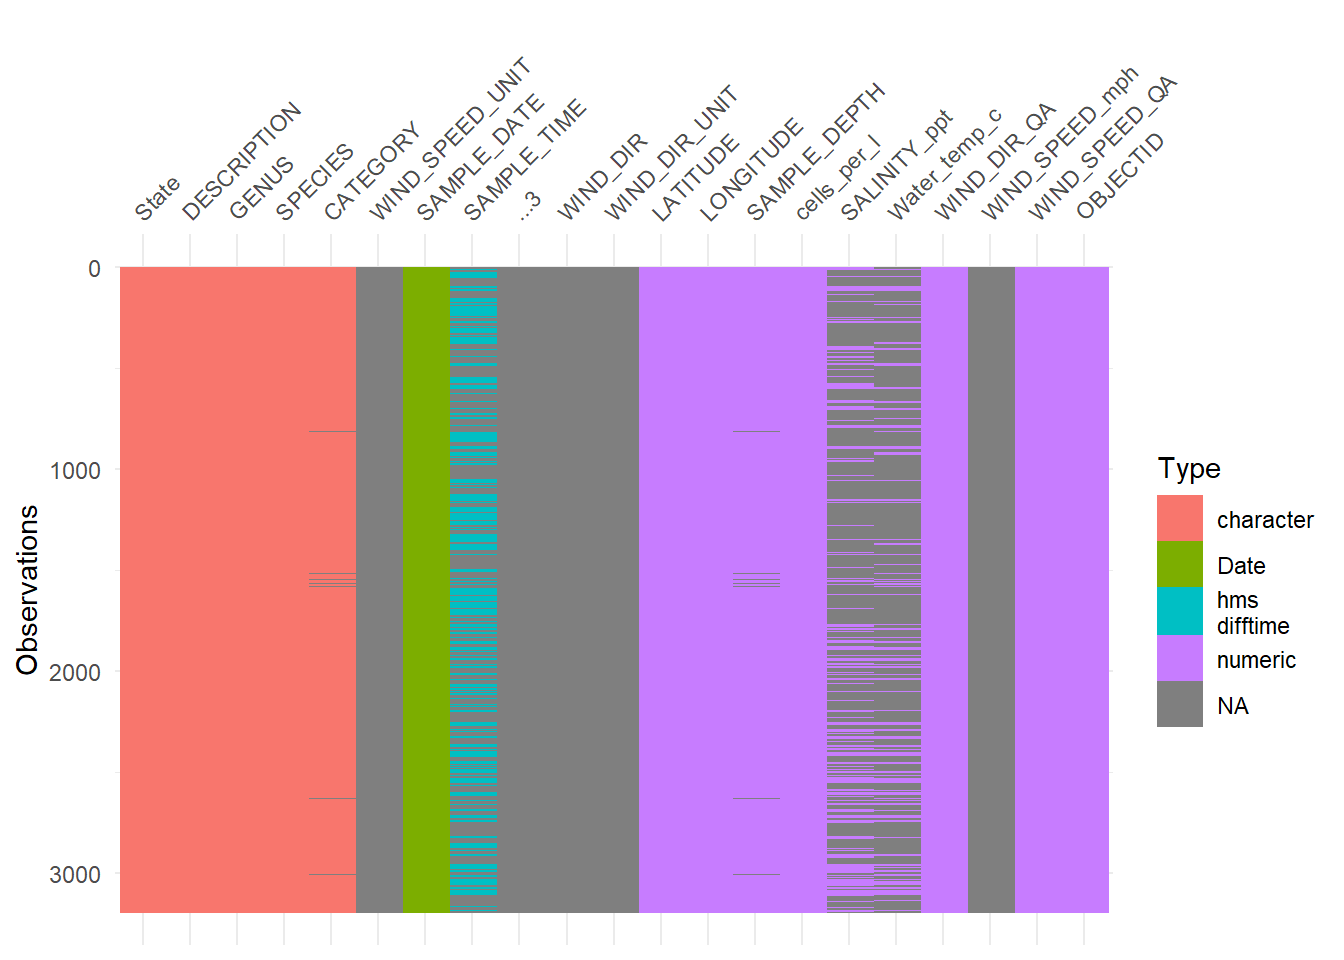 State
DESCRIPTION
GENUS
SPECIES
CATEGORY
WIND_SPEED_UNIT
SAMPLE_DATE
SAMPLE_TIME
...3
WIND_DIR
WIND_DIR_UNIT
LATITUDE
LONGITUDE
SAMPLE_DEPTH
cells_per_l
SALINITY_ppt
Water_temp_c
WIND_DIR_QA
WIND_SPEED_mph
WIND_SPEED_QA
OBJECTID
0
1000
2000
3000
Observations
Type
character
Date
hms
difftime
numeric
NA